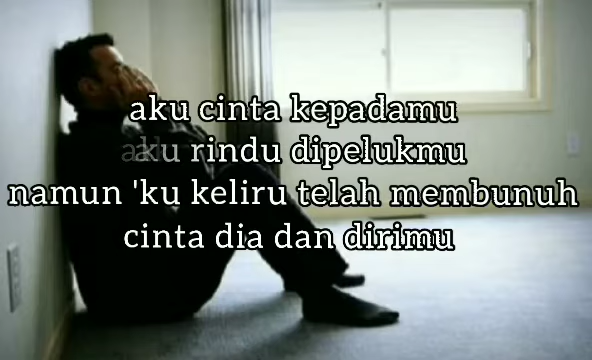 aku cinta kepadamu
aku rindu dipelukmu
namun 'ku keliru telah membunuh
cinta dia dan dirimu